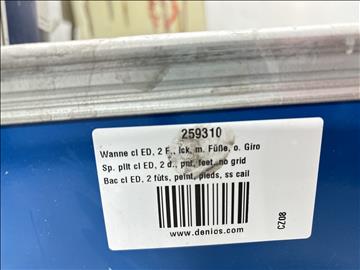 259310
Wanne cl ED, 2 F., lck, m. Füße, o. Giro
Sp. pllt cl ED, 2 d., pnt, feet, no grid
Bac cl ED, 2 fûts, peint, pieds, ss cail
www.denios.com
CZ08